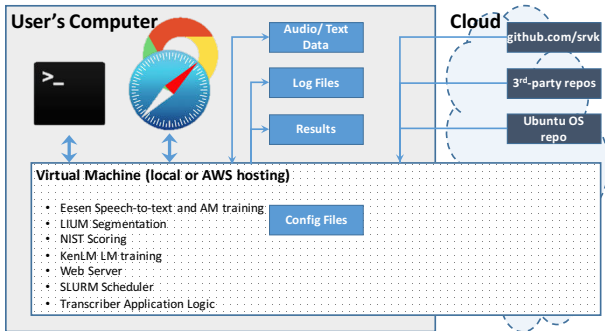 User's Computer
Cloud
Audio/ Text
Data
github.com/srvk
>_
Log Files
3rd-party repos
Results
Ubuntu OS
repo
Virtual Machine (local or AWS hosting)
• Eesen Speech-to-text and AM training
• LIUM Segmentation
• NIST Scoring
• KenLM LM training
• Web Server
• SLURM Scheduler
• Transcriber Application Logic
Config Files